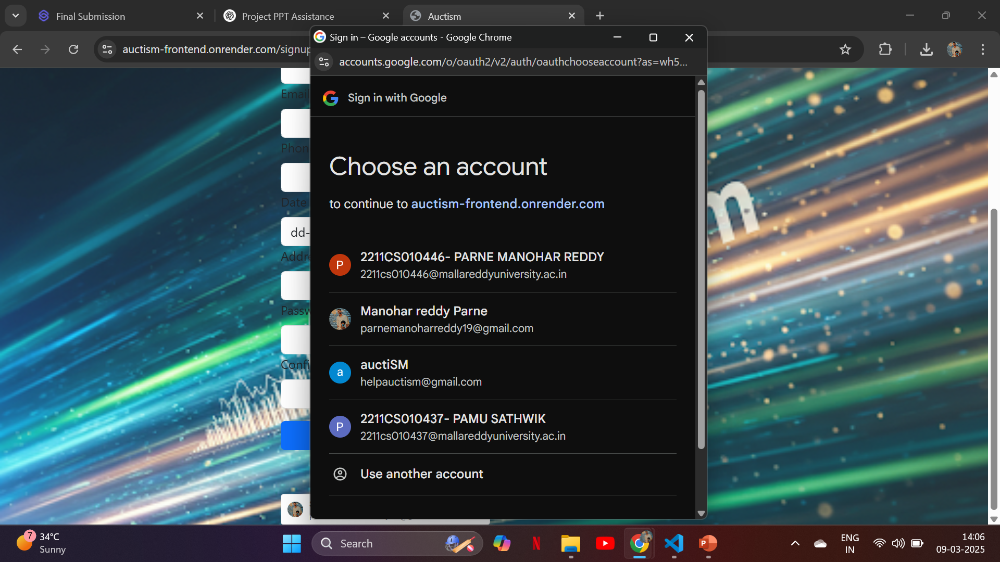 Final Submission
Project PPT Assistance
Auctism
Sign in – Google accounts - Google Chrome
auctism-frontend.onrender.com/signup
accounts.google.com/o/oauth2/v2/auth/oauthchooseaccount?as=wh5...
Sign in with Google
Email
Phon
Date
dd-
Addre
Passw
Confi
Choose an account
to continue to auctism-frontend.onrender.com
m
P
2211CS010446- PARNE MANOHAR REDDY
2211cs010446@mallareddyuniversity.ac.in
Manohar reddy Parne
parnemanoharreddy19@gmail.com
a
auctiSM
helpauctism@gmail.com
P
2211CS010437- PAMU SATHWIK
2211cs010437@mallareddyuniversity.ac.in
Use another account
7
34°C
Sunny
Search
N
P
ENG
IN
14:06
09-03-2025